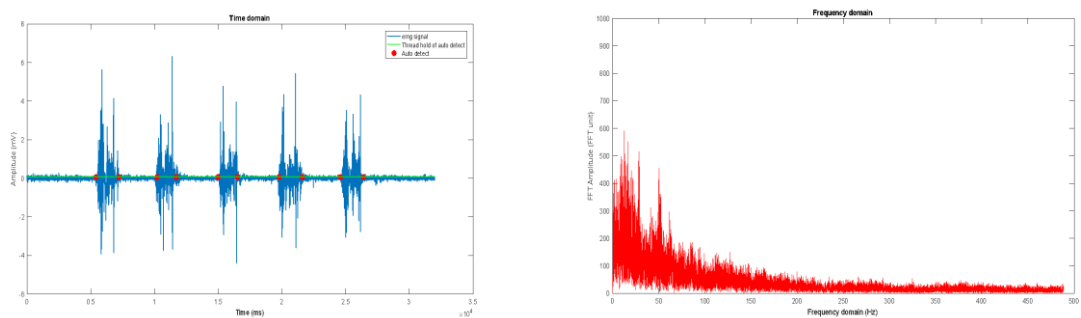 Time domain
8
6
4
2
0
-2
-4
-6
Amplitude (mV)
emg signal
Thread hold of auto detect
Auto detect
0 0.5 1 1.5 2 2.5 3 3.5
Time (ms)
×10⁴
Frequency domain
1000
900
800
700
600
500
400
300
200
100
0
FFT Amplitude (FFT unit)
0 50 100 150 200 250 300 350 400 450 500
Frequency domain (Hz)